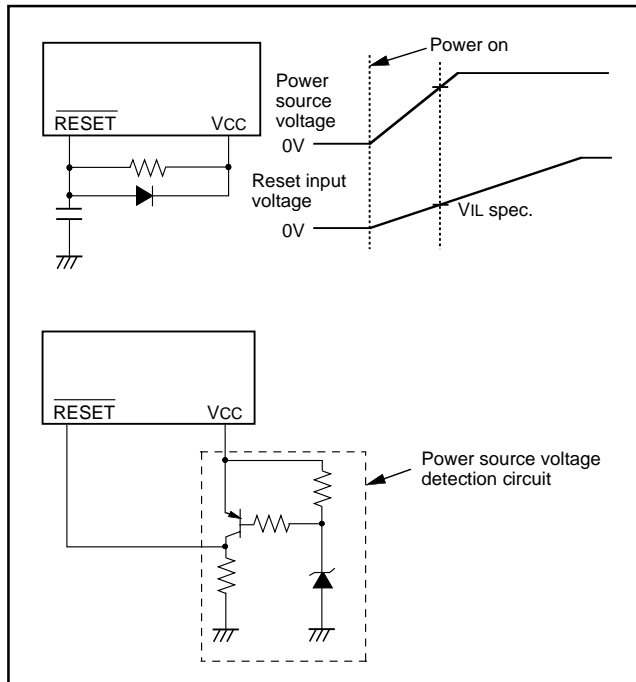 RESET
VCC
Power on
Power
source
voltage
0V
Reset input
voltage
0V
VIL spec.
RESET
VCC
Power source voltage
detection circuit